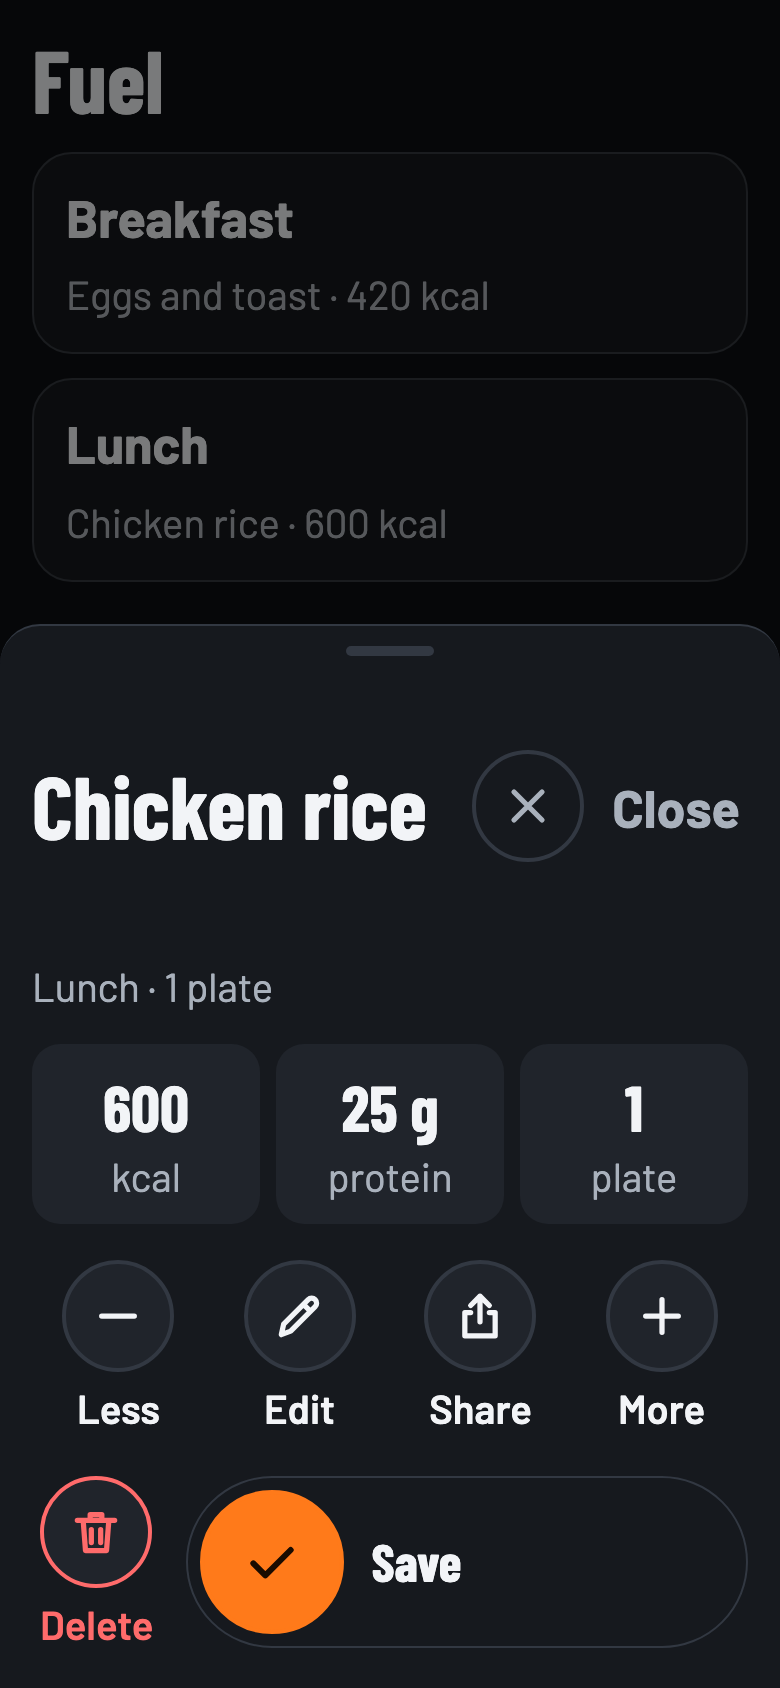 Fuel
Breakfast
Eggs and toast · 420 kcal
Lunch
Chicken rice · 600 kcal
Chicken rice
Close
Lunch · 1 plate
600
kcal
25 g
protein
1
plate
Less
Edit
Share
More
Delete
Save